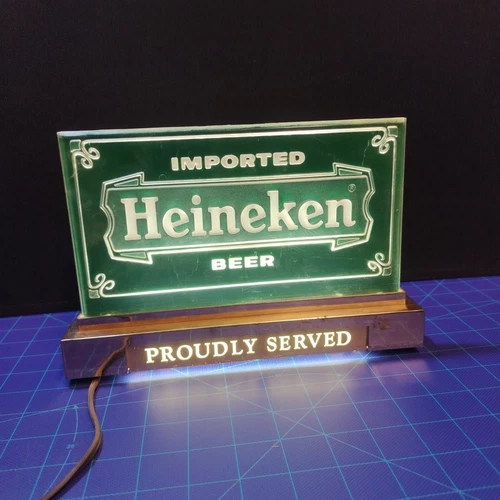 IMPORTED
Heineken®
BEER
PROUDLY SERVED